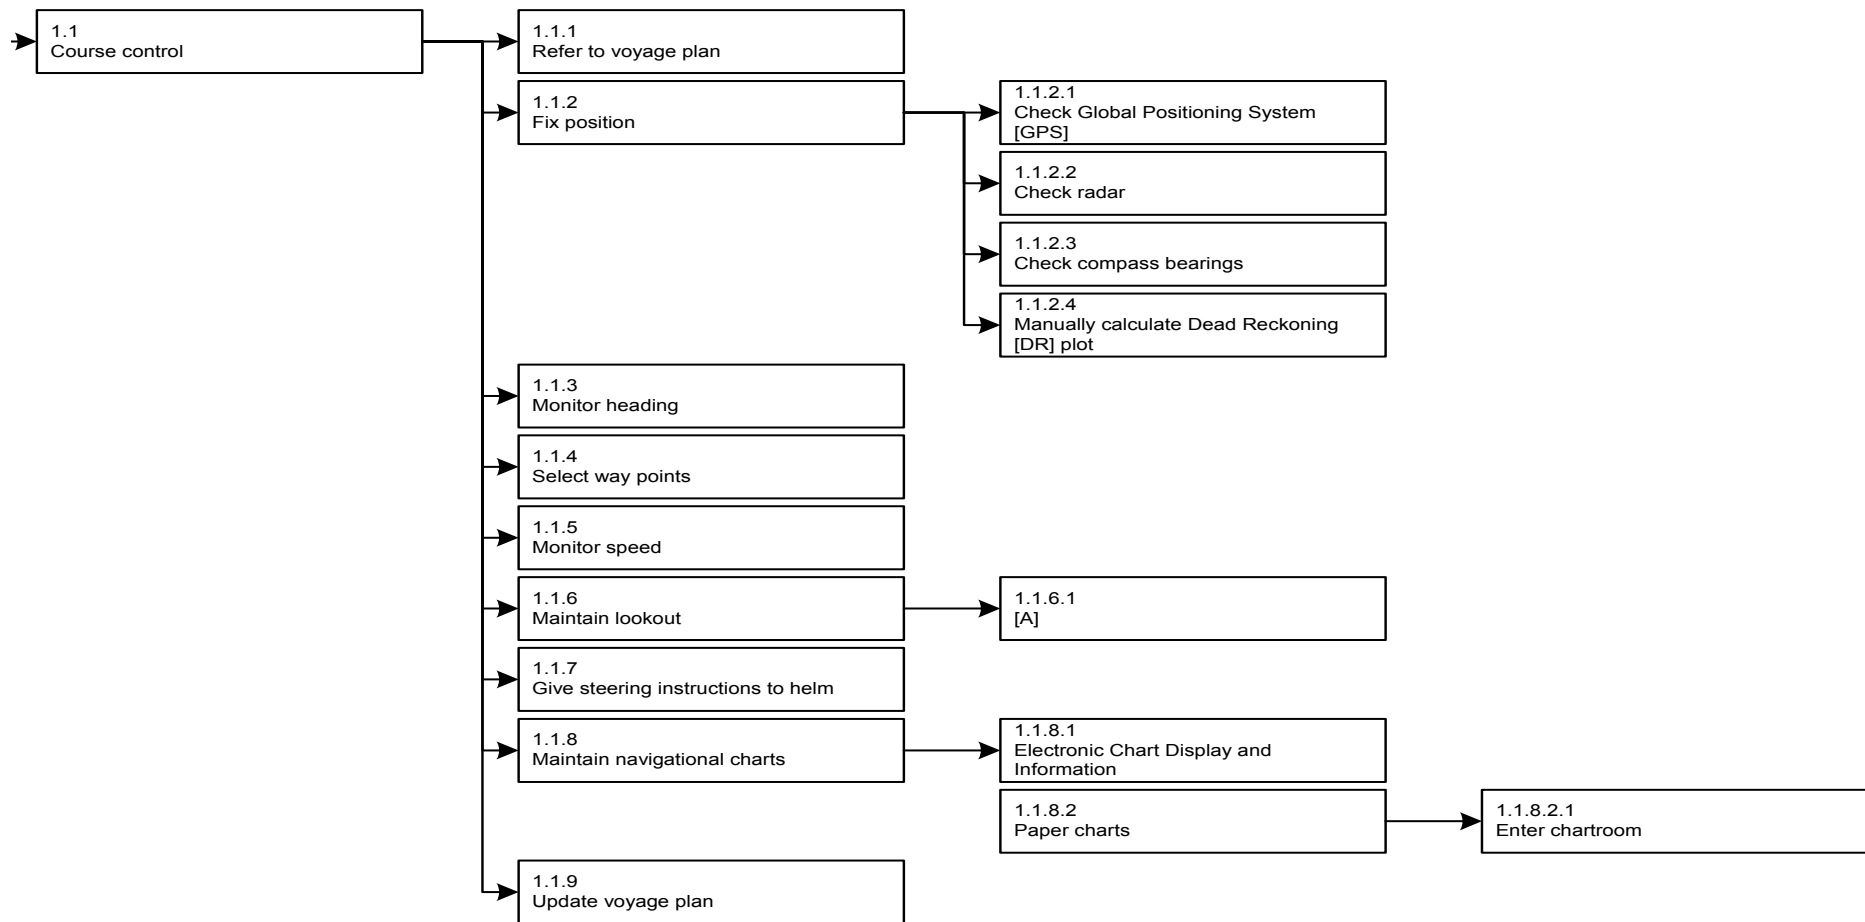 1.1
Course control
1.1.1
Refer to voyage plan
1.1.2
Fix position
1.1.2.1
Check Global Positioning System
[GPS]
1.1.2.2
Check radar
1.1.2.3
Check compass bearings
1.1.2.4
Manually calculate Dead Reckoning
[DR] plot
1.1.3
Monitor heading
1.1.4
Select way points
1.1.5
Monitor speed
1.1.6
Maintain lookout
1.1.6.1
[A]
1.1.7
Give steering instructions to helm
1.1.8
Maintain navigational charts
1.1.8.1
Electronic Chart Display and
Information
1.1.8.2
Paper charts
1.1.8.2.1
Enter chartroom
1.1.9
Update voyage plan